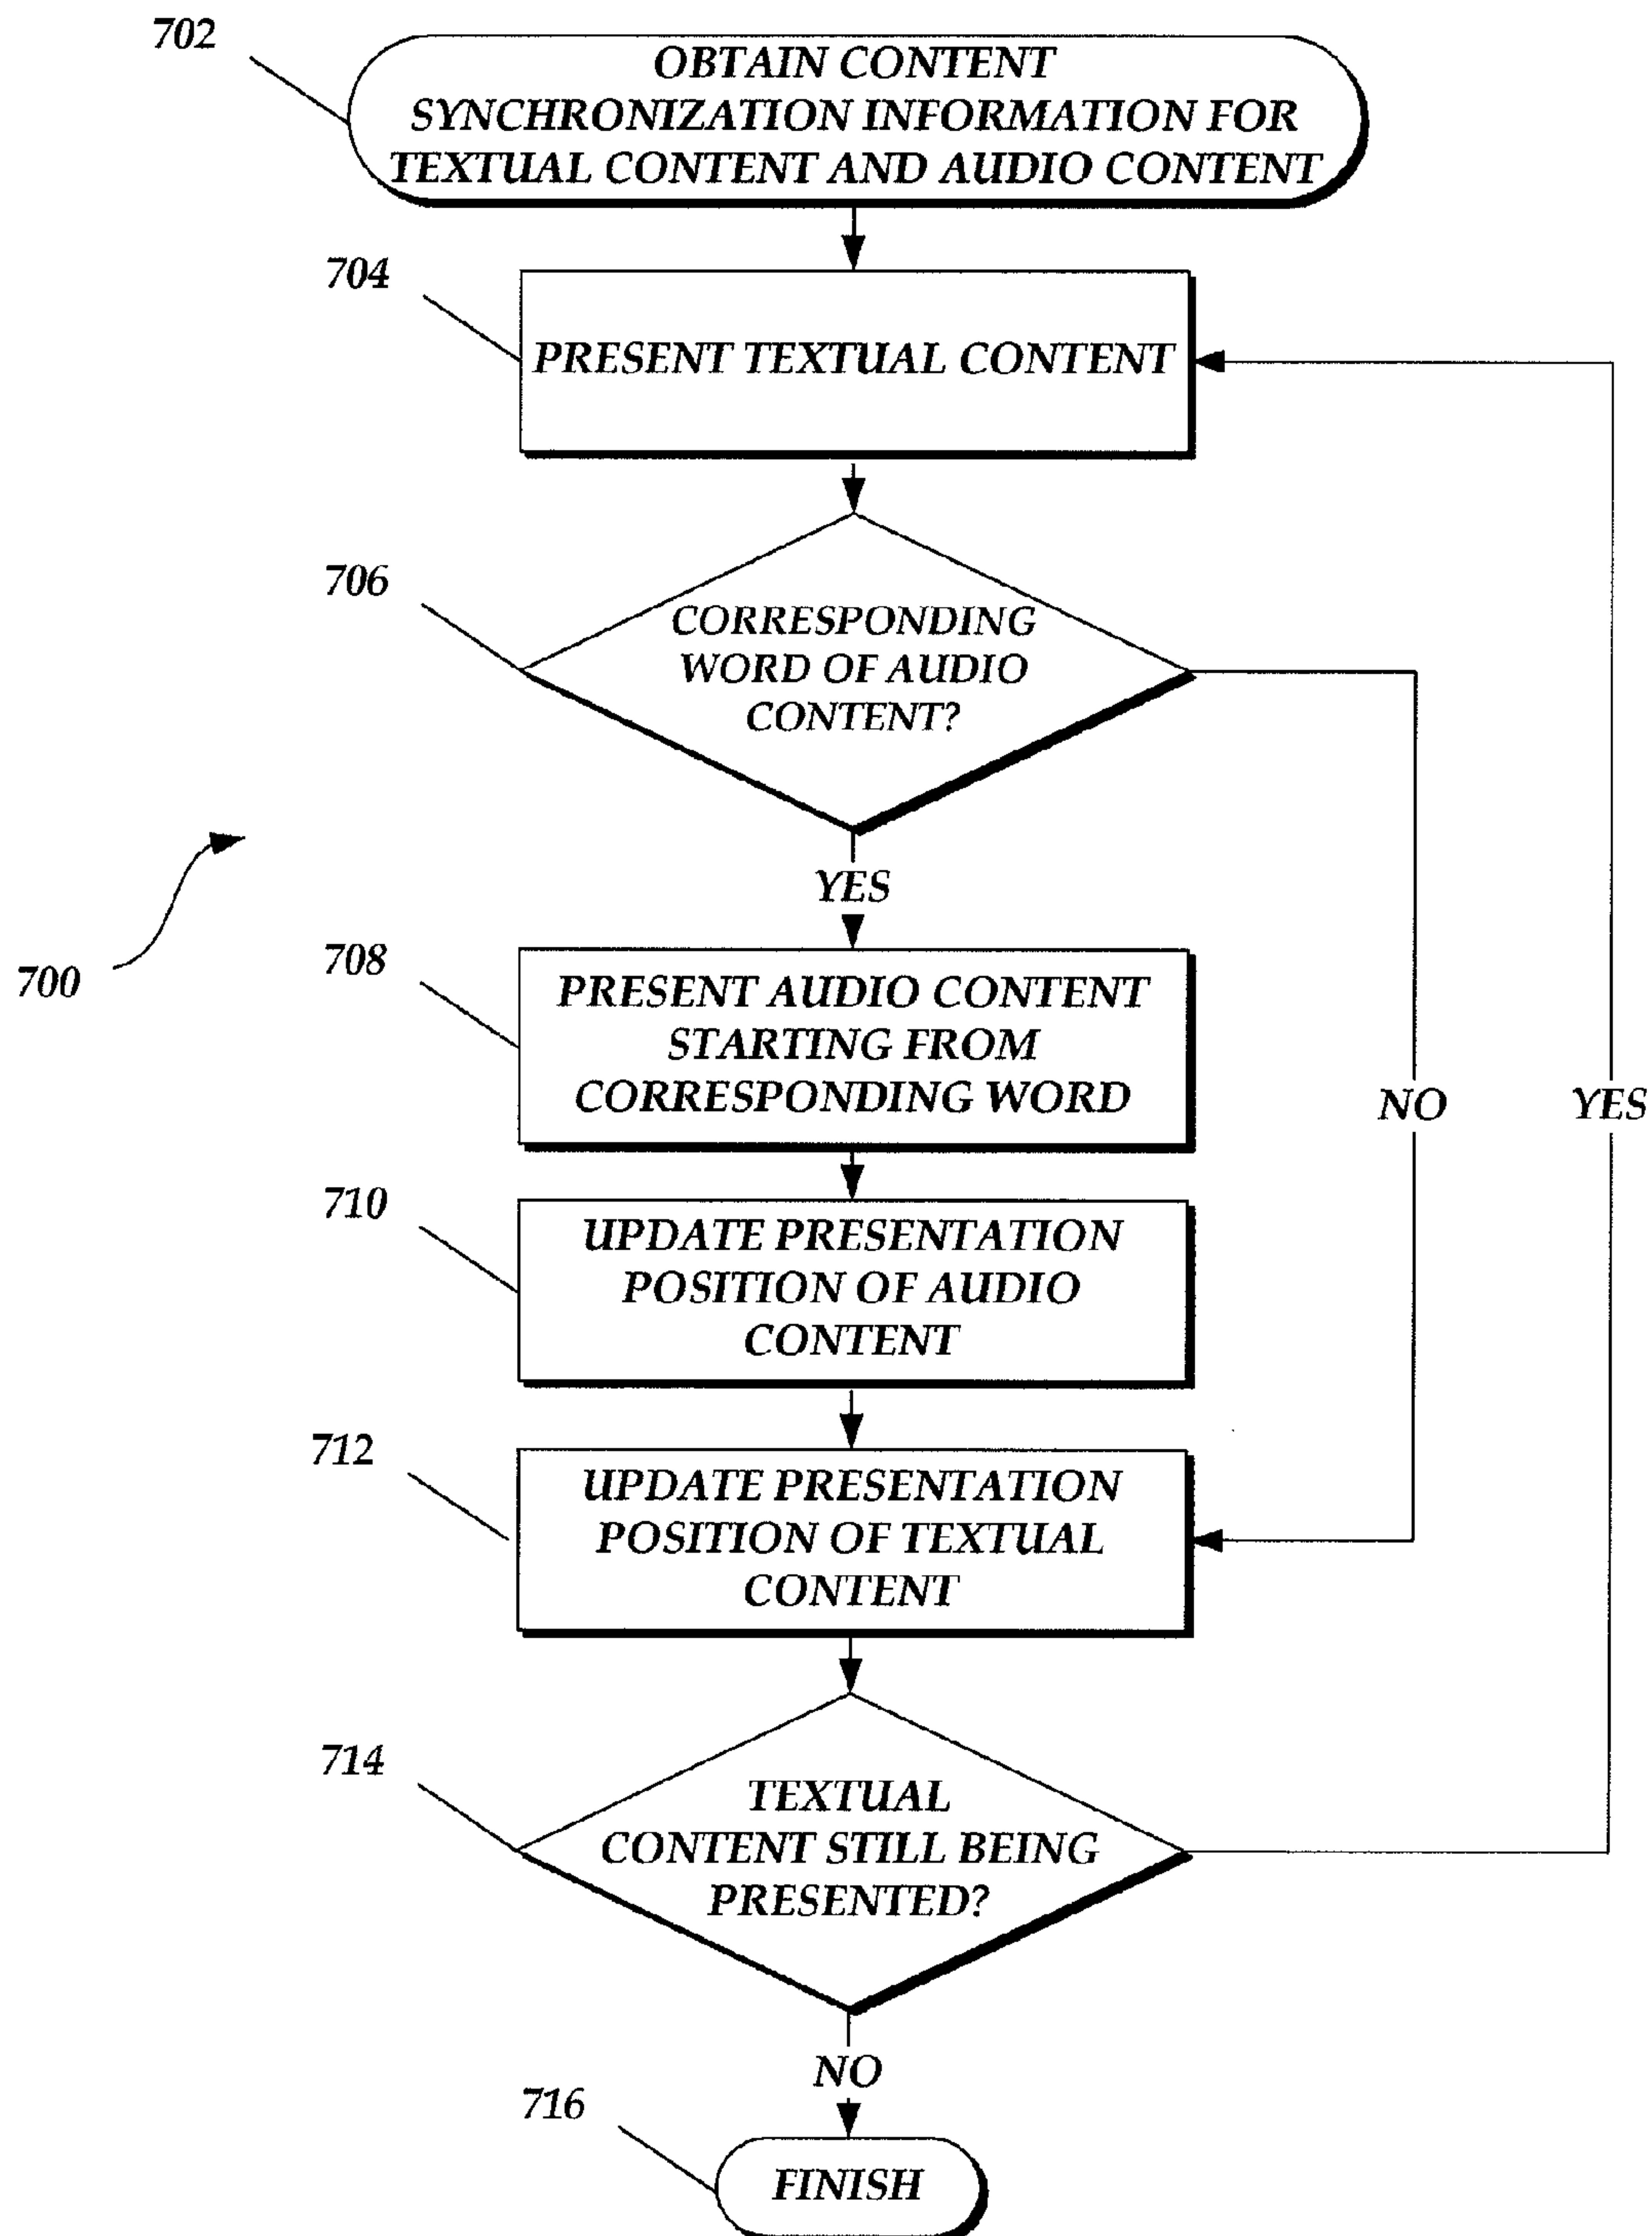 702
OBTAIN CONTENT
SYNCHRONIZATION INFORMATION FOR
TEXTUAL CONTENT AND AUDIO CONTENT
704
PRESENT TEXTUAL CONTENT
706
CORRESPONDING
WORD OF AUDIO
CONTENT?
YES
700
708
PRESENT AUDIO CONTENT
STARTING FROM
CORRESPONDING WORD
NO
YES
710
UPDATE PRESENTATION
POSITION OF AUDIO
CONTENT
712
UPDATE PRESENTATION
POSITION OF TEXTUAL
CONTENT
714
TEXTUAL
CONTENT STILL BEING
PRESENTED?
NO
716
FINISH